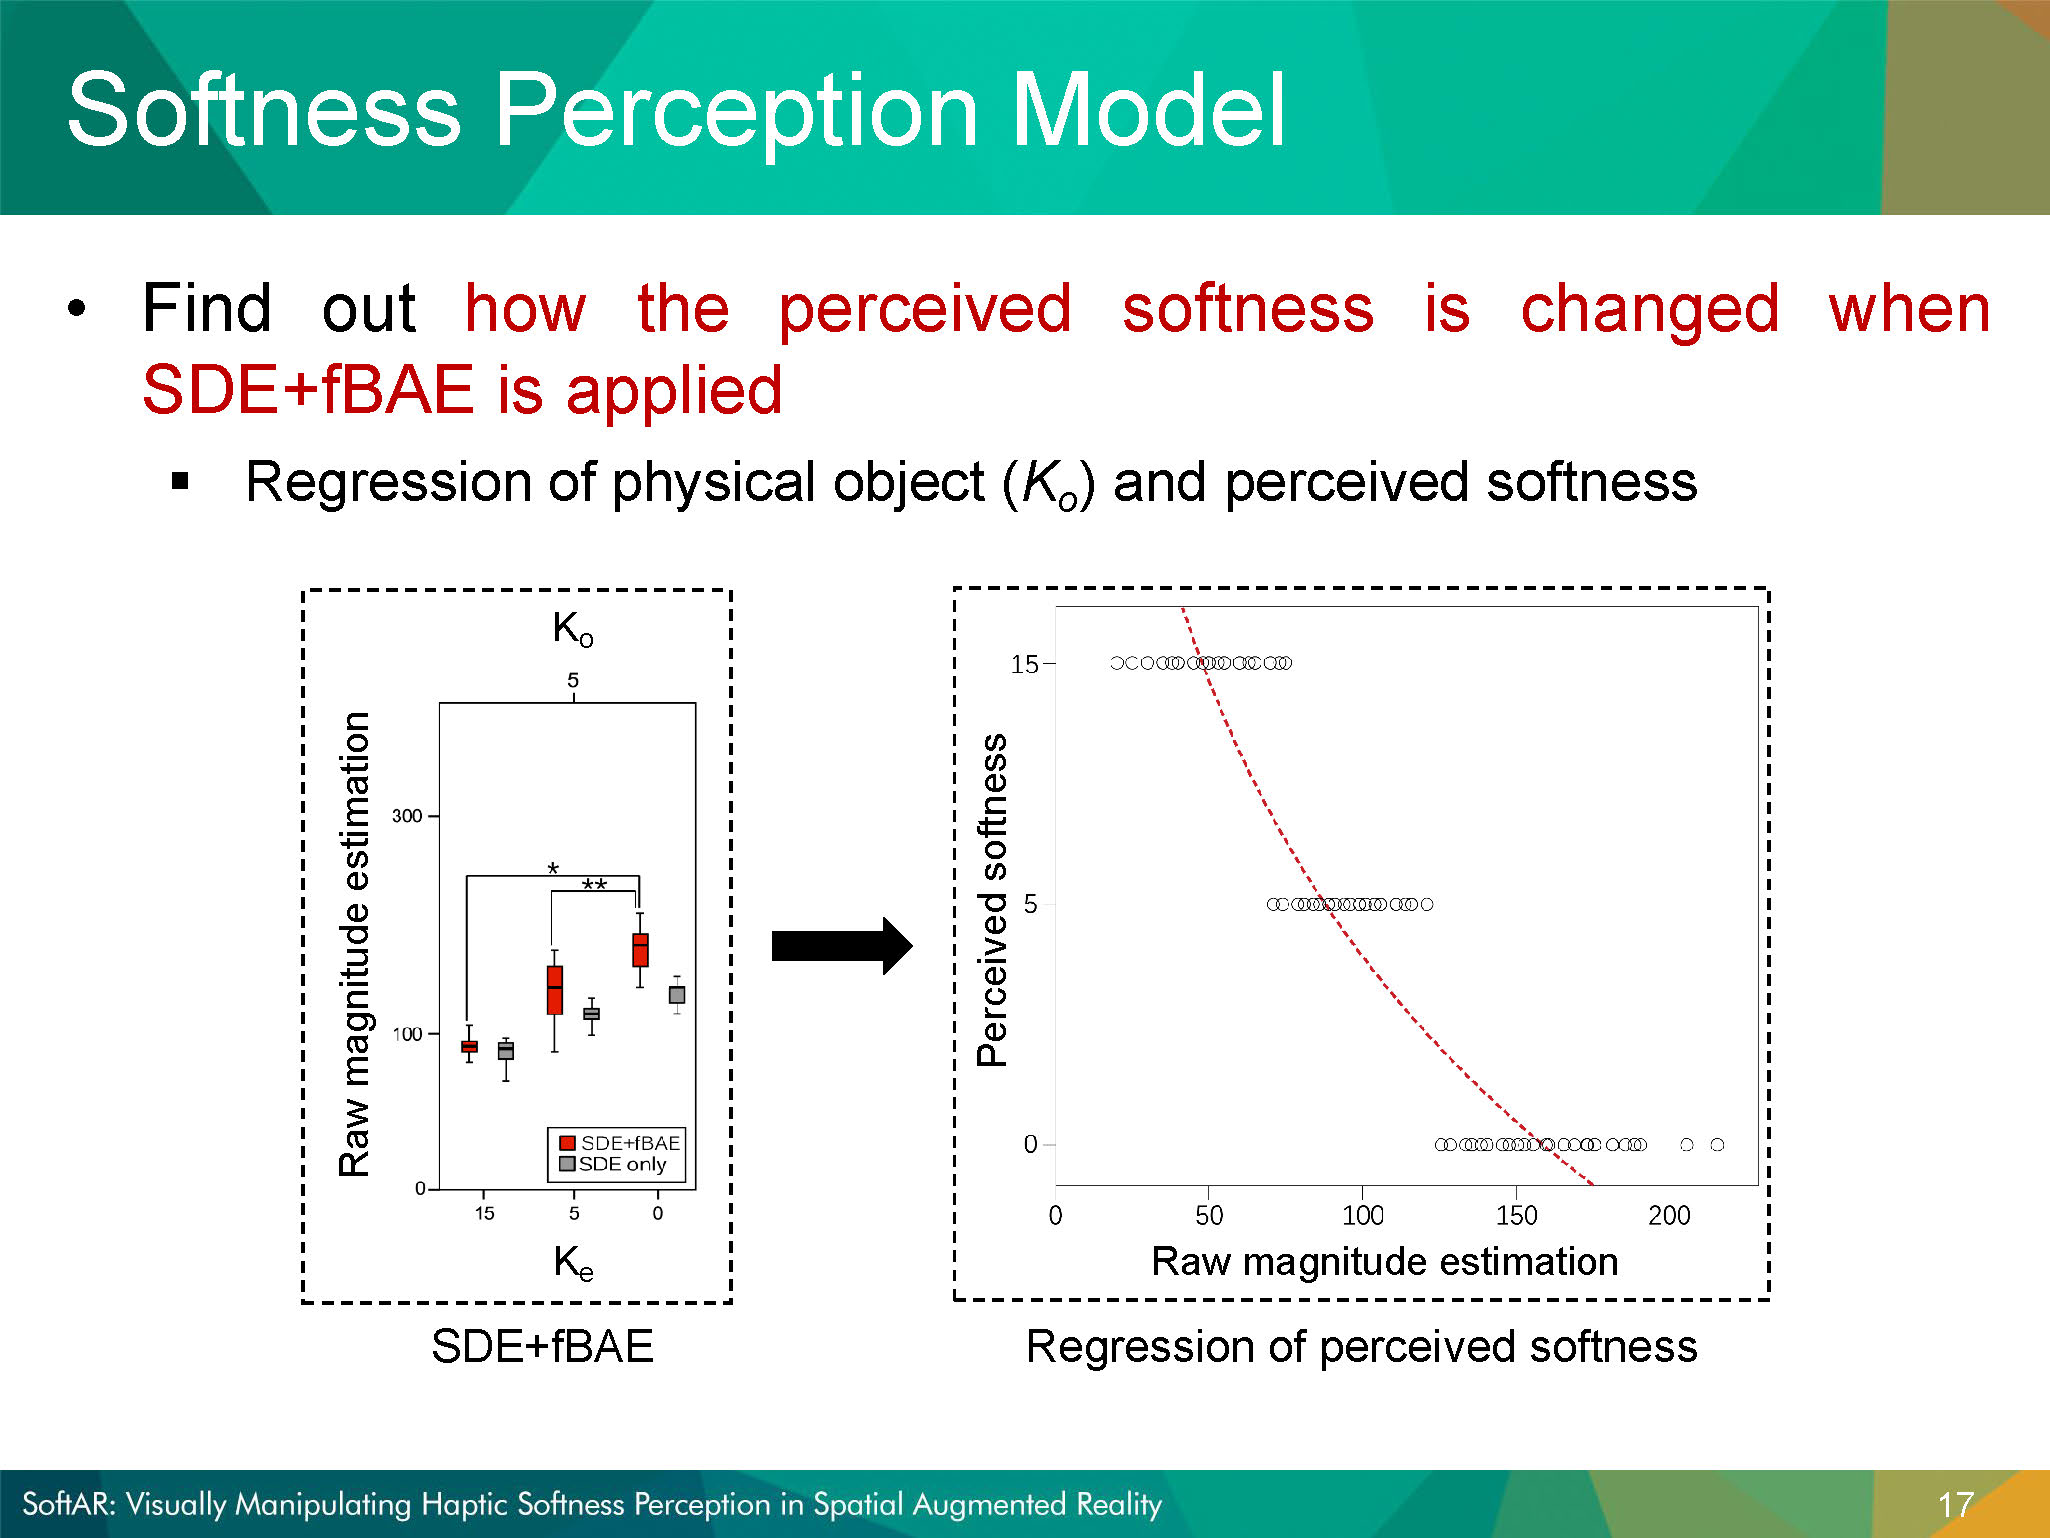 Softness Perception Model
• Find out how the perceived softness is changed when
SDE+fBAE is applied
▪ Regression of physical object (Ko) and perceived softness
Ko
5
Raw magnitude estimation
300
100
0
*
**
SDE+fBAE
SDE only
15 5 0
Ke
SDE+fBAE
Perceived softness
15
5
0
0 50 100 150 200
Raw magnitude estimation
Regression of perceived softness
SoftAR: Visually Manipulating Haptic Softness Perception in Spatial Augmented Reality
17